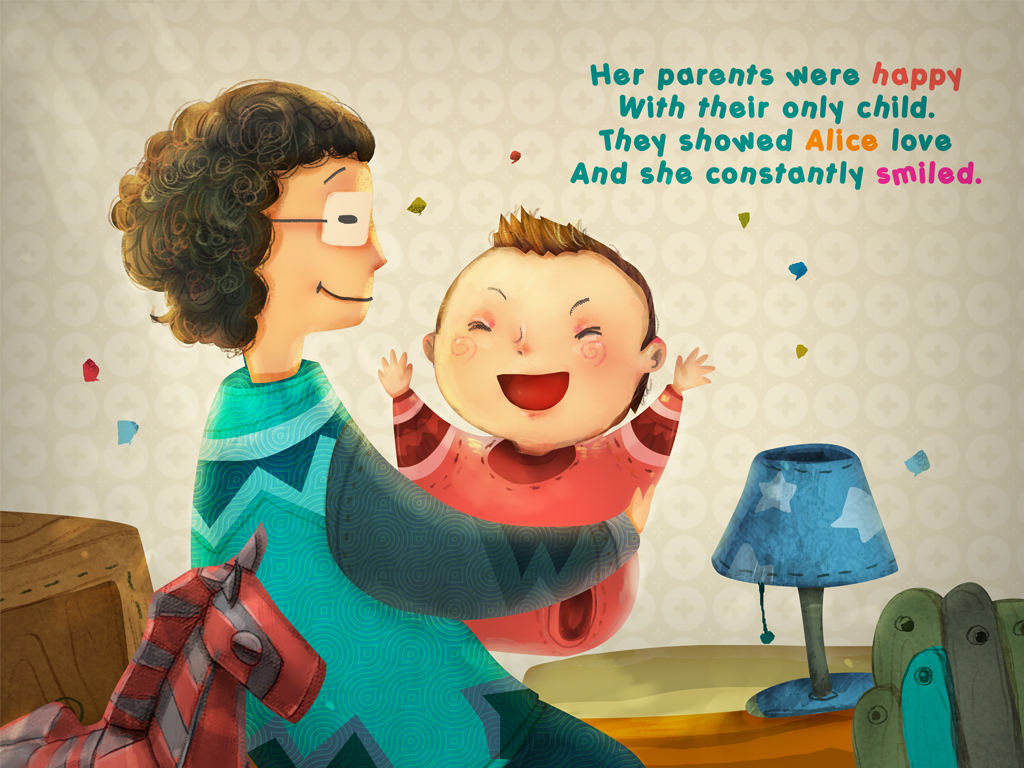 Her parents were happy
With their only child.
They showed Alice love
And she constantly smiled.